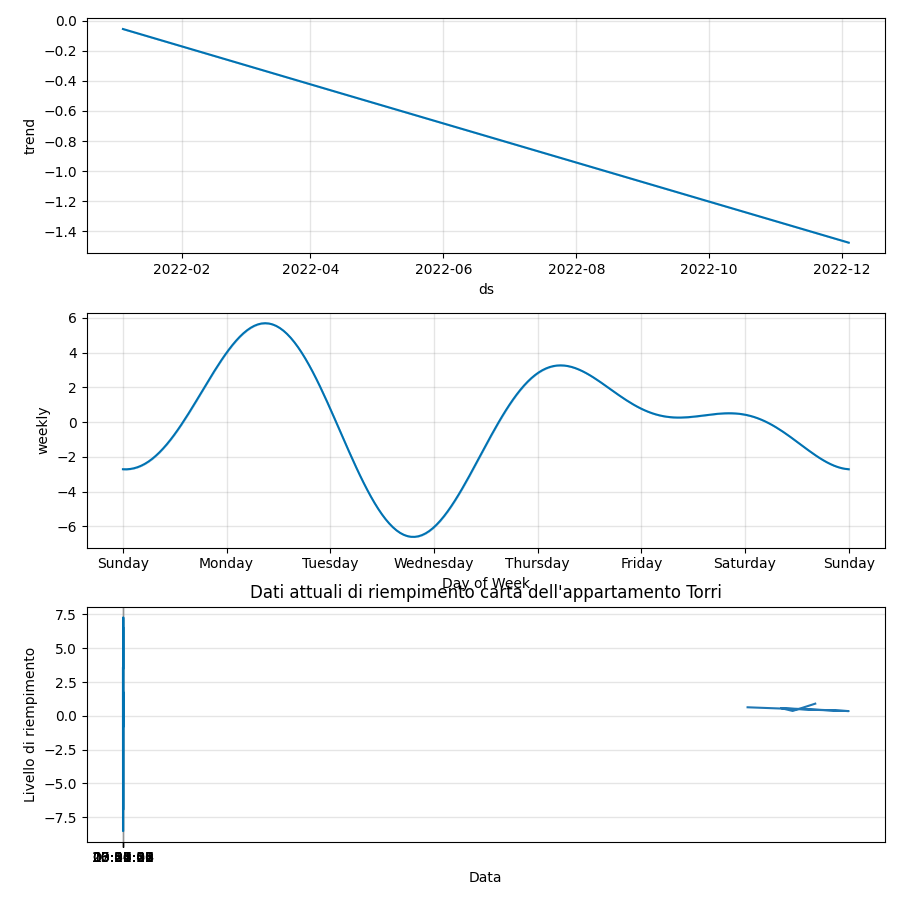 0.0
−0.2
−0.4
−0.6
−0.8
−1.0
−1.2
−1.4
trend
2022-02 2022-04 2022-06 2022-08 2022-10 2022-12
ds
6
4
2
0
−2
−4
−6
weekly
Sunday Monday Tuesday Wednesday Thursday Friday Saturday Sunday
Day of Week
Dati attuali di riempimento carta dell'appartamento Torri
7.5
5.0
2.5
0.0
−2.5
−5.0
−7.5
Livello di riempimento
Data